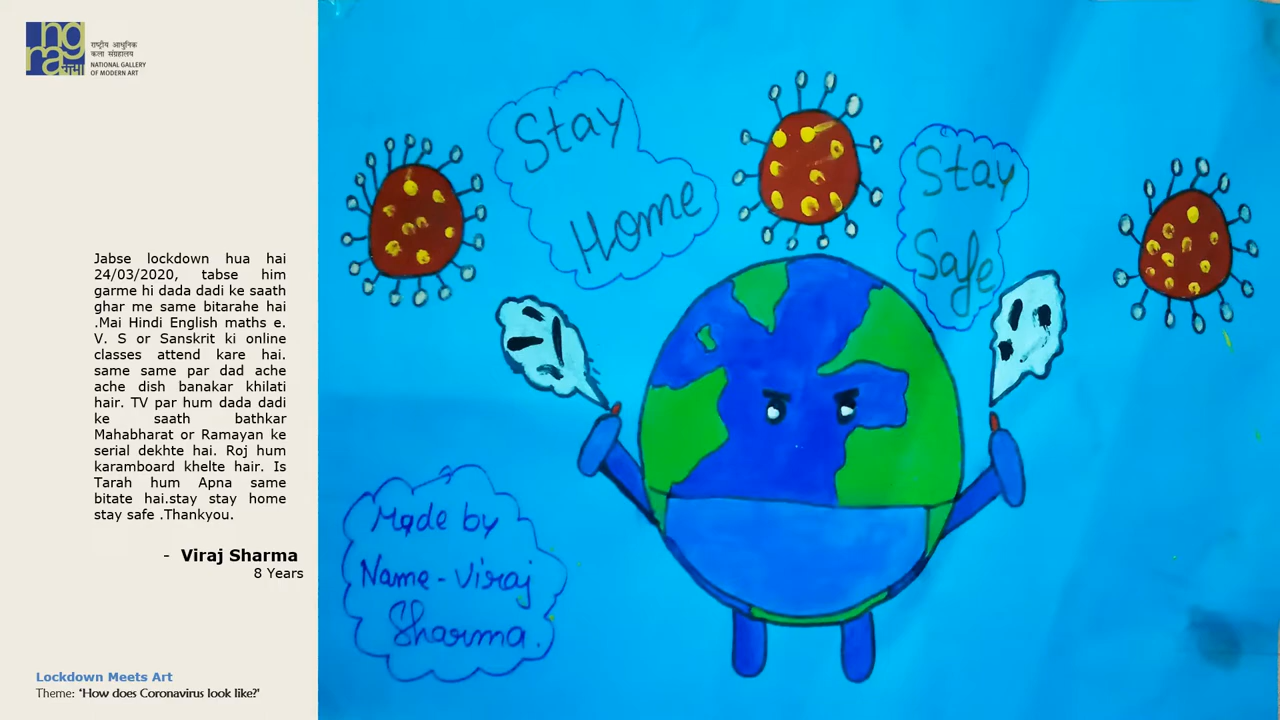 राष्ट्रीय आधुनिक
कला संग्रहालय
NATIONAL GALLERY
OF MODERN ART
Jabse lockdown hua hai
24/03/2020, tabse him
garme hi dada dadi ke saath
ghar me same bitarahe hai
.Mai Hindi English maths e.
V. S or Sanskrit ki online
classes attend kare hai.
same same par dad ache
ache dish banakar khilati
hair. TV par hum dada dadi
ke saath bathkar
Mahabharat or Ramayan ke
serial dekhte hai. Roj hum
karamboard khelte hair. Is
Tarah hum Apna same
bitate hai.stay stay home
stay safe .Thankyou.
- Viraj Sharma
8 Years
Lockdown Meets Art
Theme: 'How does Coronavirus look like?'
Stay
Home
Stay
Safe
Made by
Name - Viraj
Sharma.